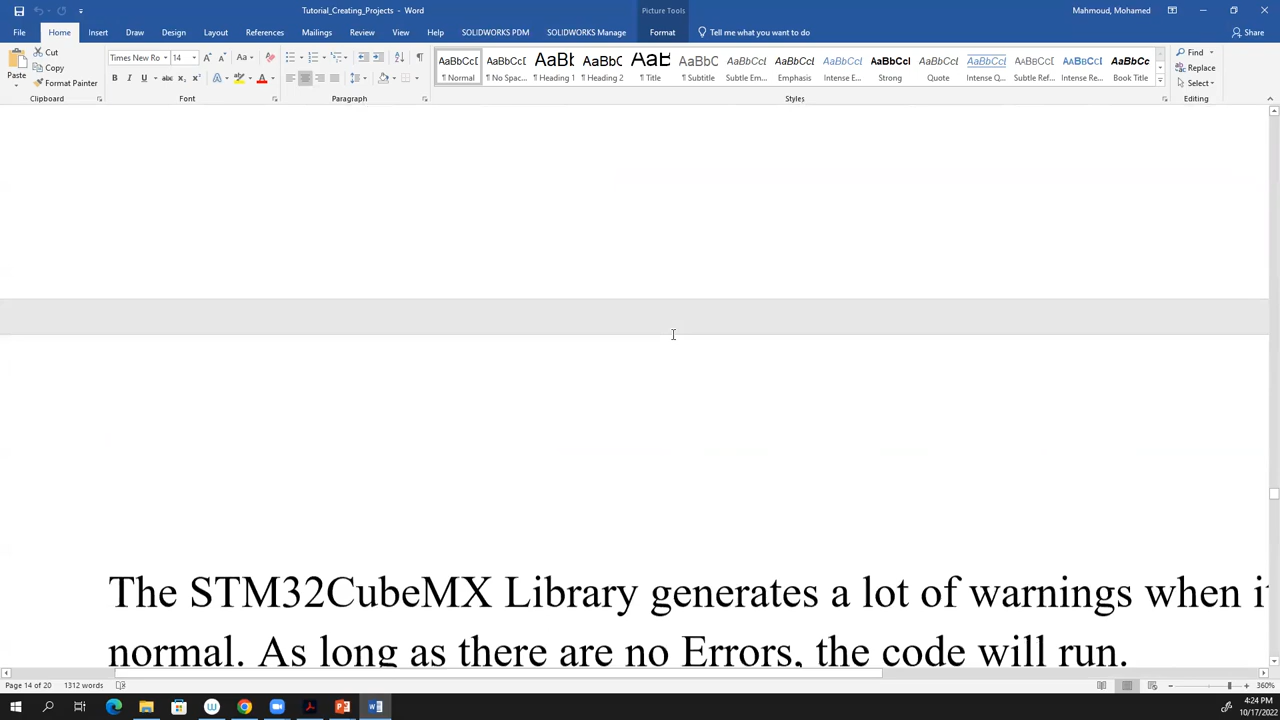 Tutorial_Creating_Projects - Word
Picture Tools
Mahmoud, Mohamed
File Home Insert Draw Design Layout References Mailings Review View Help SOLIDWORKS PDM SOLIDWORKS Manage Format Tell me what you want to do Share
Paste
Cut
Copy
Format Painter
Times New Ro 14
AaBbCcI AaBbCcI AaBbC AaBbC AaB AaBbCcD AaBbCcI AaBbCcI AaBbCcI AaBbCcI AaBbCcI AaBbCcI AaBbCcI AaBbCcI AaBbCcI
¶ Normal ¶ No Spac... ¶ Heading 1 ¶ Heading 2 ¶ Title ¶ Subtitle Subtle Em... Emphasis Intense E... Strong Quote Intense Q... Subtle Ref... Intense Re... Book Title
Find
Replace
Select
Clipboard Font Paragraph Styles Editing
The STM32CubeMX Library generates a lot of warnings when i
normal. As long as there are no Errors, the code will run.
Page 14 of 20 1312 words 360%
4:24 PM
10/17/2022